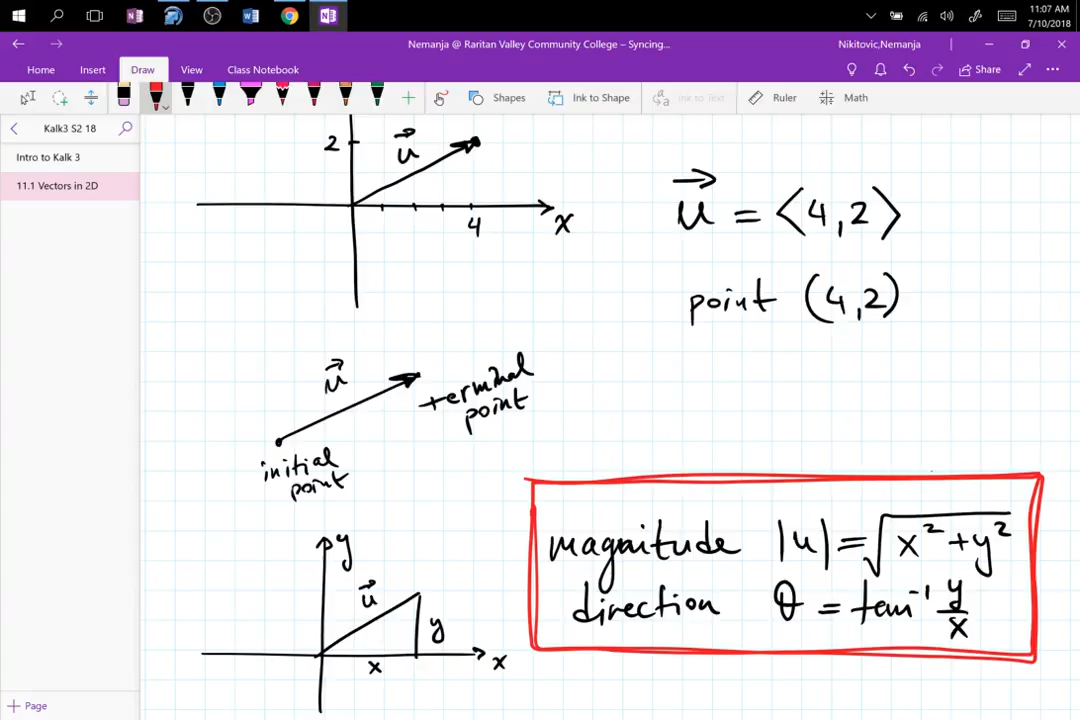 11:07 AM
7/10/2018
Nemanja @ Raritan Valley Community College – Syncing...
Nikitovic,Nemanja
Home Insert Draw View Class Notebook
Share
Shapes Ink to Shape Ink to Text Ruler Math
Kalk3 S2 18
Intro to Kalk 3
11.1 Vectors in 2D
2
u⃗
4
x
u⃗ = ⟨4,2⟩
point (4,2)
u⃗
terminal
point
initial
point
y
u⃗
y
x
x
magnitude |u| = √(x² + y²)
direction θ = tan⁻¹ y/x
Page